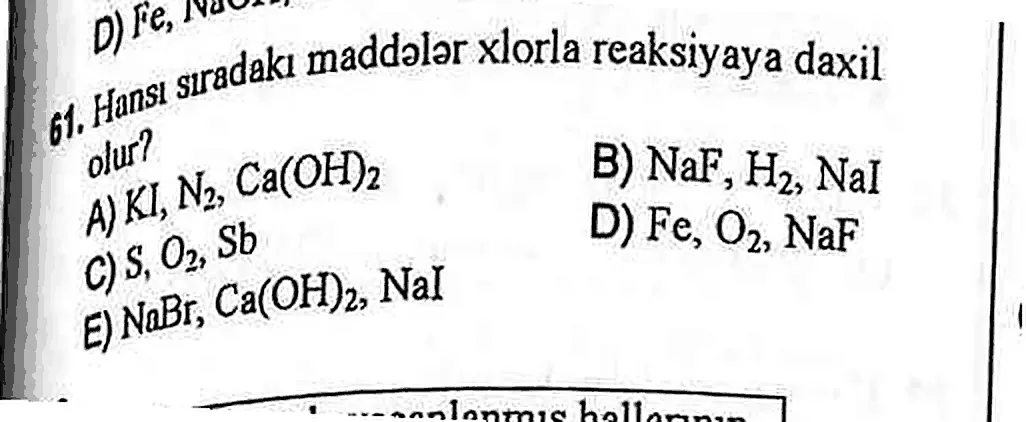 D) Fe,
61. Hansı sıradakı maddələr xlorla reaksiyaya daxil
olur?
A) KI, N₂, Ca(OH)₂
B) NaF, H₂, NaI
C) S, O₂, Sb
D) Fe, O₂, NaF
E) NaBr, Ca(OH)₂, NaI